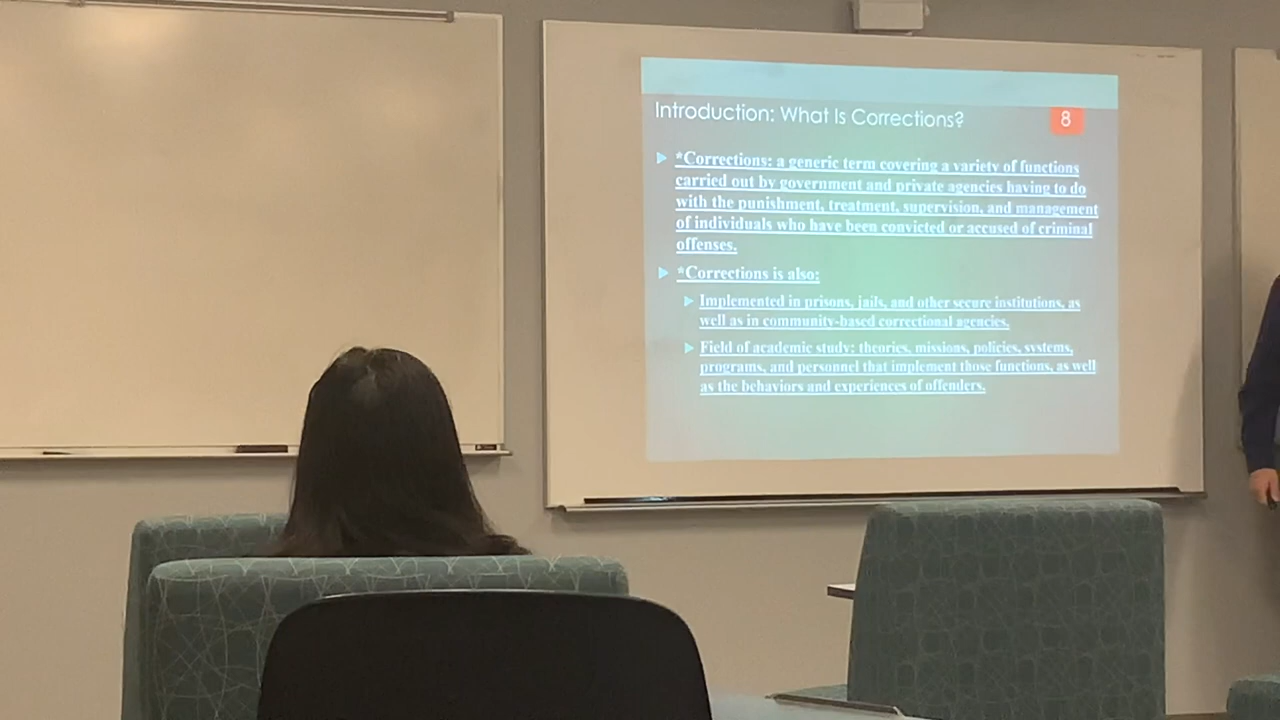 Introduction: What Is Corrections?
8
*Corrections: a generic term covering a variety of functions
carried out by government and private agencies having to do
with the punishment, treatment, supervision, and management
of individuals who have been convicted or accused of criminal
offenses.
*Corrections is also:
Implemented in prisons, jails, and other secure institutions, as
well as in community-based correctional agencies.
Field of academic study: theories, missions, policies, systems,
programs, and personnel that implement those functions, as well
as the behaviors and experiences of offenders.